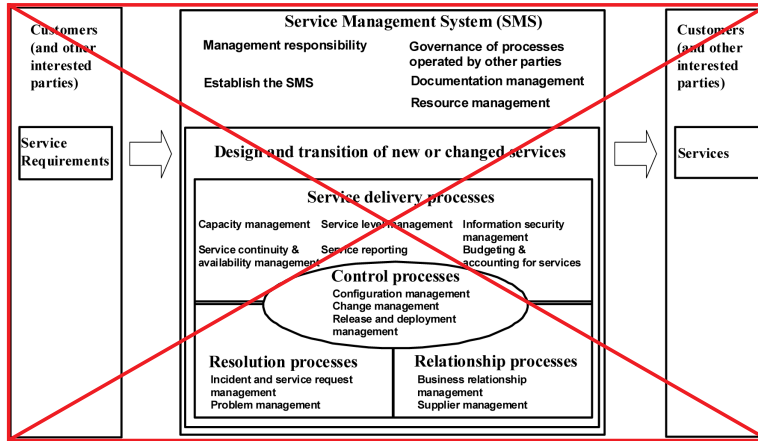 Customers
(and other
interested
parties)
Service
Requirements
Service Management System (SMS)
Management responsibility
Establish the SMS
Governance of processes
operated by other parties
Documentation management
Resource management
Design and transition of new or changed services
Service delivery processes
Capacity management
Service continuity &
availability management
Service level management
Service reporting
Information security
management
Budgeting &
accounting for services
Control processes
Configuration management
Change management
Release and deployment
management
Resolution processes
Incident and service request
management
Problem management
Relationship processes
Business relationship
management
Supplier management
Customers
(and other
interested
parties)
Services